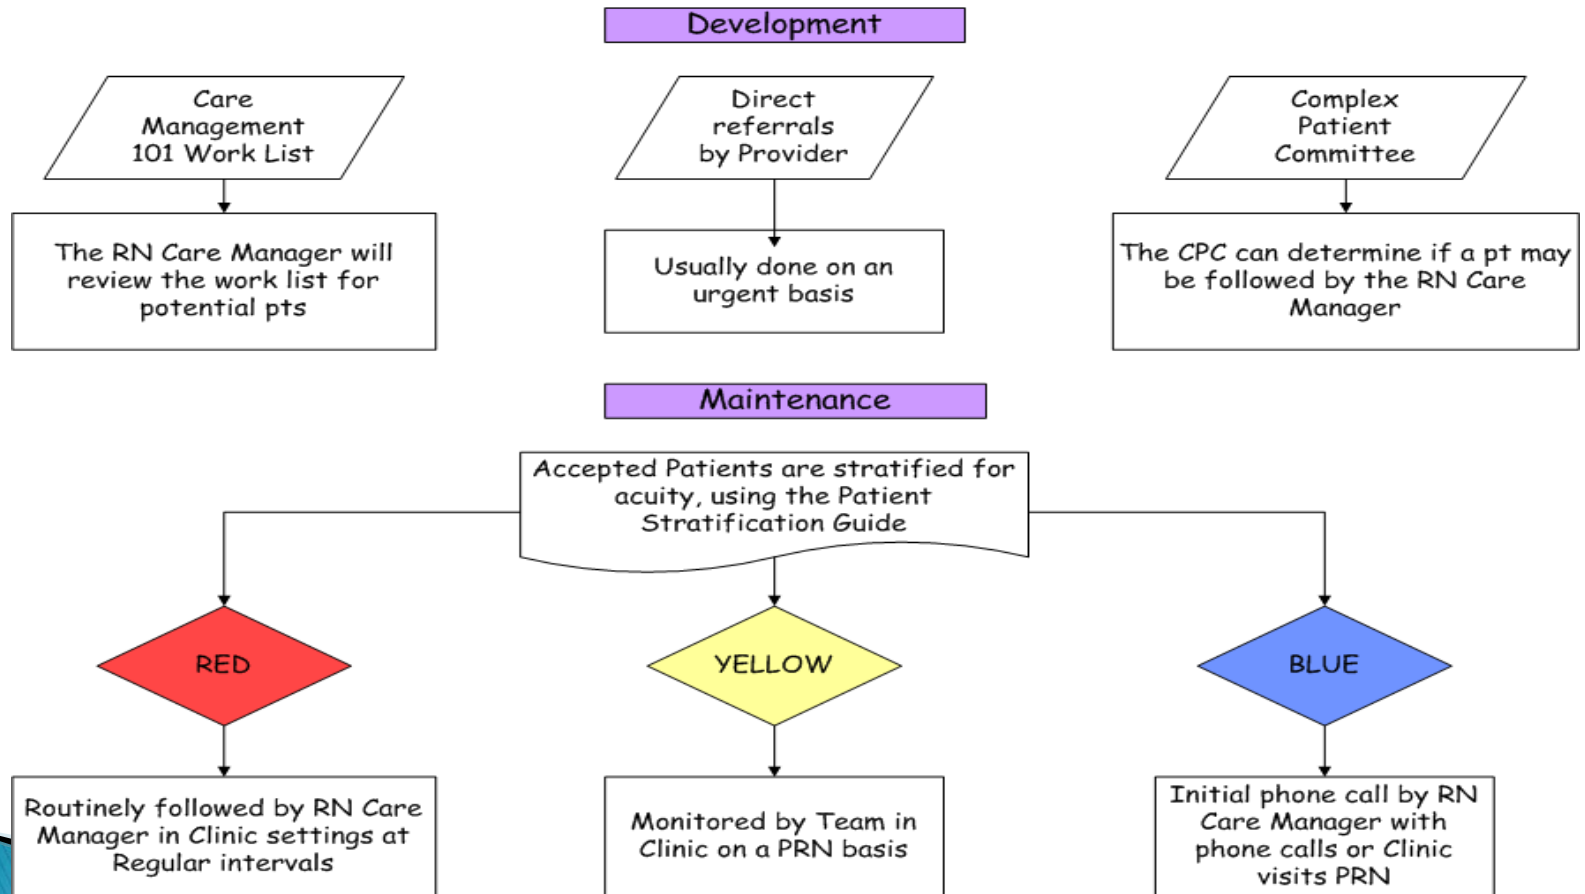 Development
Care
Management
101 Work List
Direct
referrals
by Provider
Complex
Patient
Committee
The RN Care Manager will
review the work list for
potential pts
Usually done on an
urgent basis
The CPC can determine if a pt may
be followed by the RN Care
Manager
Maintenance
Accepted Patients are stratified for
acuity, using the Patient
Stratification Guide
RED
YELLOW
BLUE
Routinely followed by RN Care
Manager in Clinic settings at
Regular intervals
Monitored by Team in
Clinic on a PRN basis
Initial phone call by RN
Care Manager with
phone calls or Clinic
visits PRN